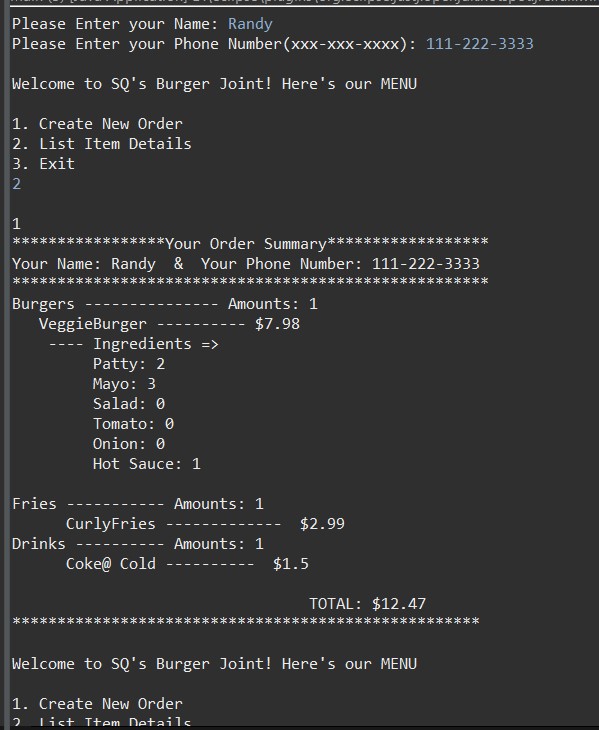 Please Enter your Name: Randy
Please Enter your Phone Number(xxx-xxx-xxxx): 111-222-3333
Welcome to SQ's Burger Joint! Here's our MENU
1. Create New Order
2. List Item Details
3. Exit
2
1
*****************Your Order Summary******************
Your Name: Randy  &  Your Phone Number: 111-222-3333
*****************************************************
Burgers --------------- Amounts: 1
   VeggieBurger ---------- $7.98
    ---- Ingredients =>
         Patty: 2
         Mayo: 3
         Salad: 0
         Tomato: 0
         Onion: 0
         Hot Sauce: 1
Fries ----------- Amounts: 1
      CurlyFries -------------  $2.99
Drinks ---------- Amounts: 1
      Coke@ Cold ----------  $1.5
                                 TOTAL: $12.47
****************************************************
Welcome to SQ's Burger Joint! Here's our MENU
1. Create New Order
2. List Item Details